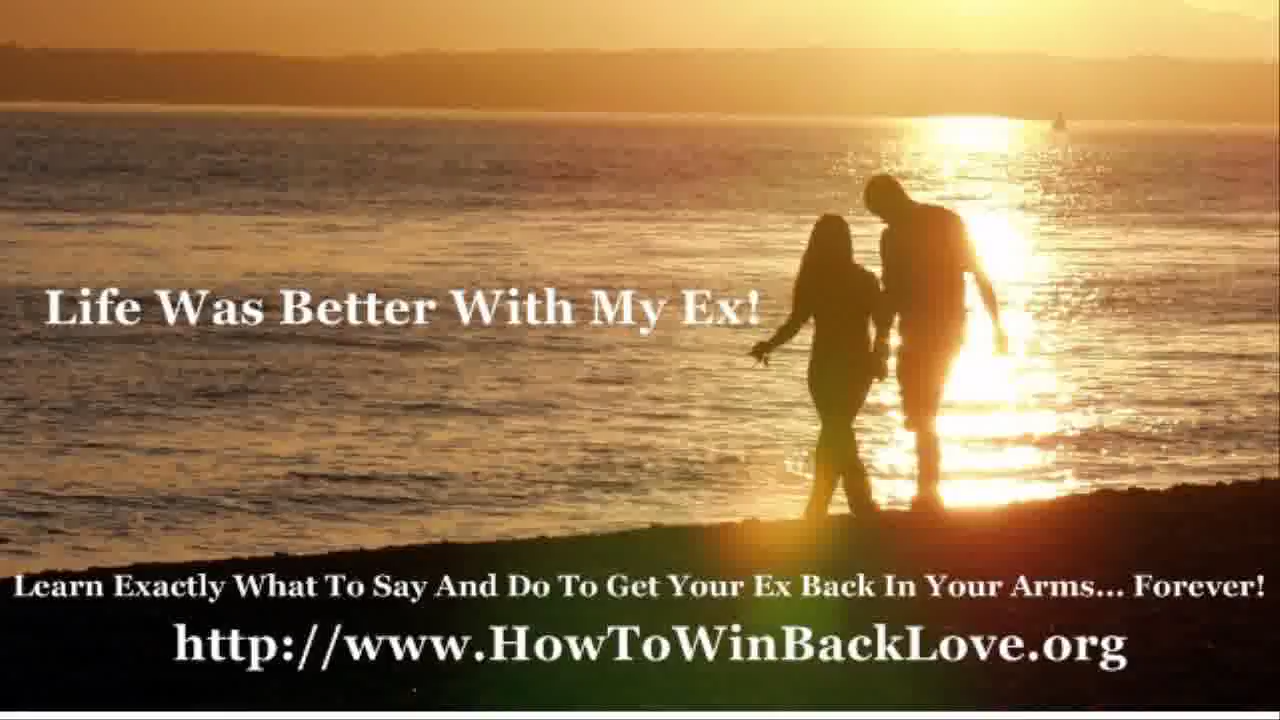 Life Was Better With My Ex!
Learn Exactly What To Say And Do To Get Your Ex Back In Your Arms... Forever!
http://www.HowToWinBackLove.org